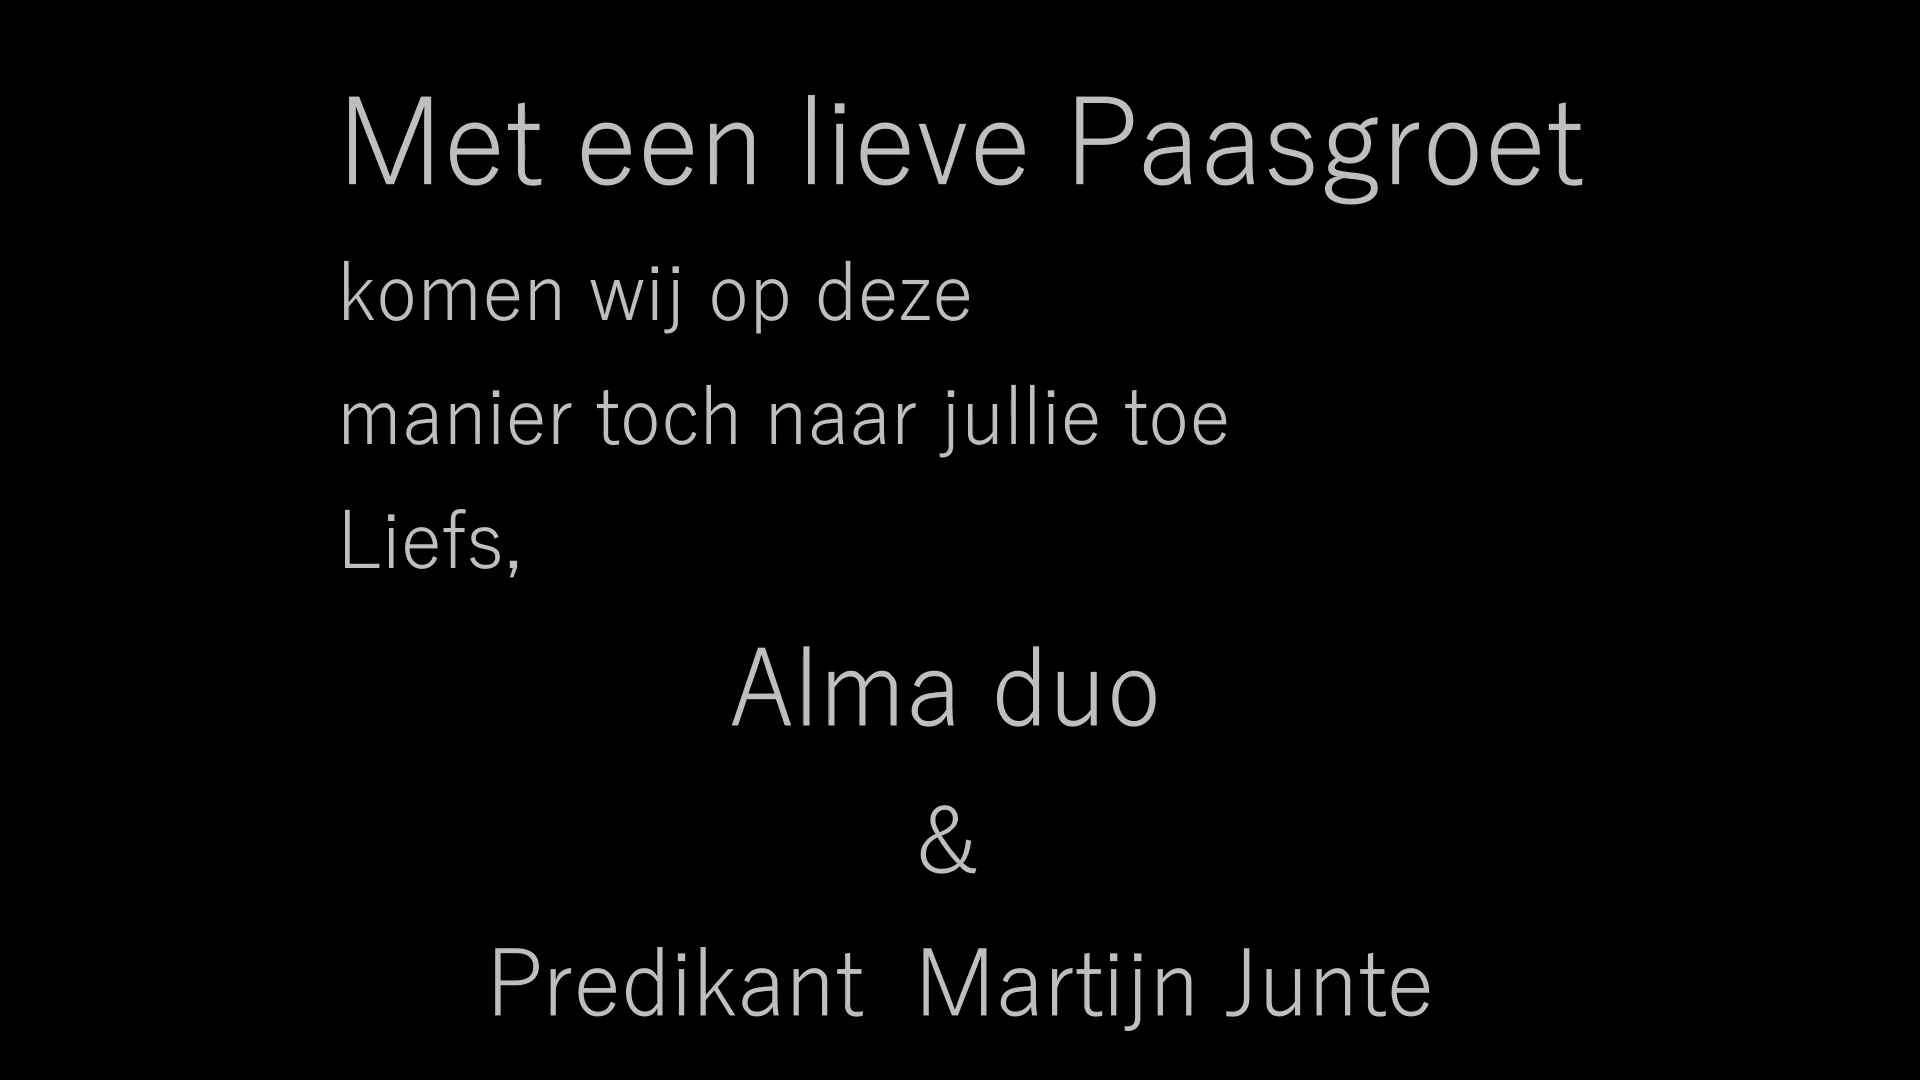 Met een lieve Paasgroet
komen wij op deze
manier toch naar jullie toe
Liefs,
Alma duo
&
Predikant  Martijn Junte